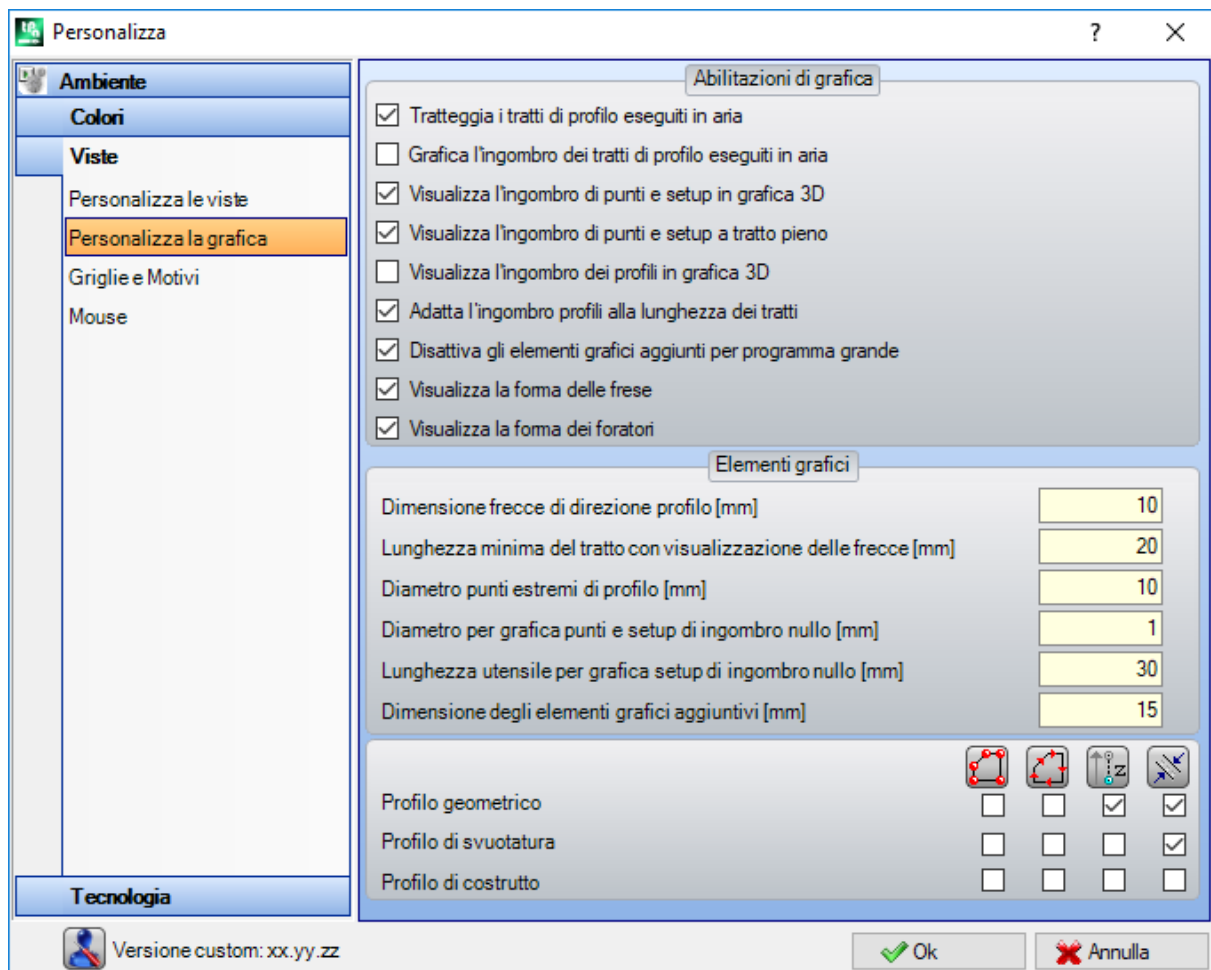 Personalizza
?
Ambiente
Colori
Viste
Personalizza le viste
Personalizza la grafica
Griglie e Motivi
Mouse
Tecnologia
Abilitazioni di grafica
Tratteggia i tratti di profilo eseguiti in aria
Grafica l'ingombro dei tratti di profilo eseguiti in aria
Visualizza l'ingombro di punti e setup in grafica 3D
Visualizza l'ingombro di punti e setup a tratto pieno
Visualizza l'ingombro dei profili in grafica 3D
Adatta l'ingombro profili alla lunghezza dei tratti
Disattiva gli elementi grafici aggiunti per programma grande
Visualizza la forma delle frese
Visualizza la forma dei foratori
Elementi grafici
Dimensione frecce di direzione profilo [mm] 10
Lunghezza minima del tratto con visualizzazione delle frecce [mm] 20
Diametro punti estremi di profilo [mm] 10
Diametro per grafica punti e setup di ingombro nullo [mm] 1
Lunghezza utensile per grafica setup di ingombro nullo [mm] 30
Dimensione degli elementi grafici aggiuntivi [mm] 15
z
Profilo geometrico
Profilo di svuotatura
Profilo di costrutto
Versione custom: xx.yy.zz
Ok
Annulla